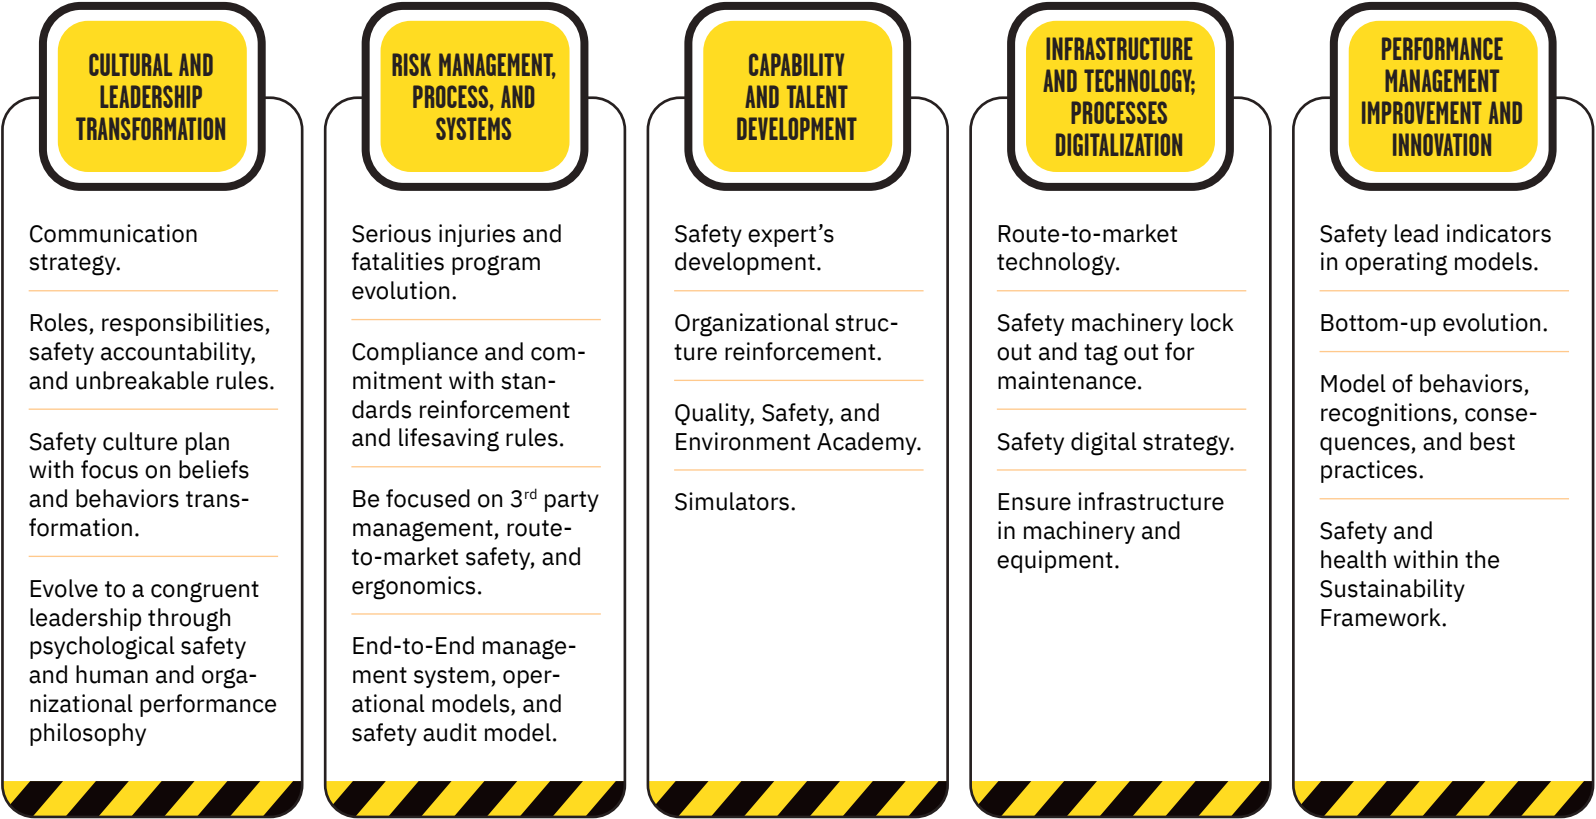 CULTURAL AND
LEADERSHIP
TRANSFORMATION
Communication
strategy.
Roles, responsibilities,
safety accountability,
and unbreakable rules.
Safety culture plan
with focus on beliefs
and behaviors trans-
formation.
Evolve to a congruent
leadership through
psychological safety
and human and orga-
nizational performance
philosophy
RISK MANAGEMENT,
PROCESS, AND
SYSTEMS
Serious injuries and
fatalities program
evolution.
Compliance and com-
mitment with stan-
dards reinforcement
and lifesaving rules.
Be focused on 3rd party
management, route-
to-market safety, and
ergonomics.
End-to-End manage-
ment system, oper-
ational models, and
safety audit model.
CAPABILITY
AND TALENT
DEVELOPMENT
Safety expert’s
development.
Organizational struc-
ture reinforcement.
Quality, Safety, and
Environment Academy.
Simulators.
INFRASTRUCTURE
AND TECHNOLOGY;
PROCESSES
DIGITALIZATION
Route-to-market
technology.
Safety machinery lock
out and tag out for
maintenance.
Safety digital strategy.
Ensure infrastructure
in machinery and
equipment.
PERFORMANCE
MANAGEMENT
IMPROVEMENT AND
INNOVATION
Safety lead indicators
in operating models.
Bottom-up evolution.
Model of behaviors,
recognitions, conse-
quences, and best
practices.
Safety and
health within the
Sustainability
Framework.